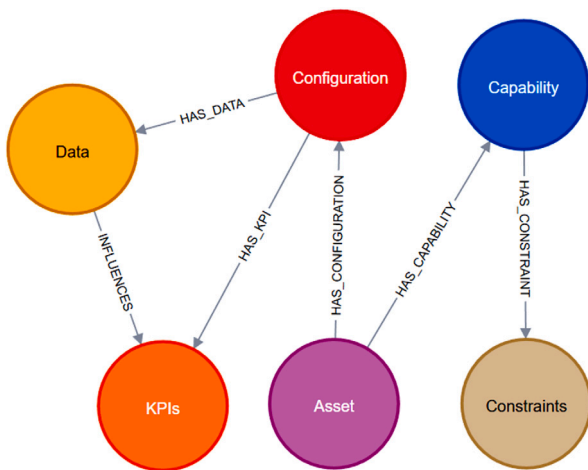 Configuration
Capability
HAS_DATA
Data
HAS_KPI
HAS_CONFIGURATION
HAS_CAPABILITY
HAS_CONSTRAINT
INFLUENCES
KPIs
Asset
Constraints